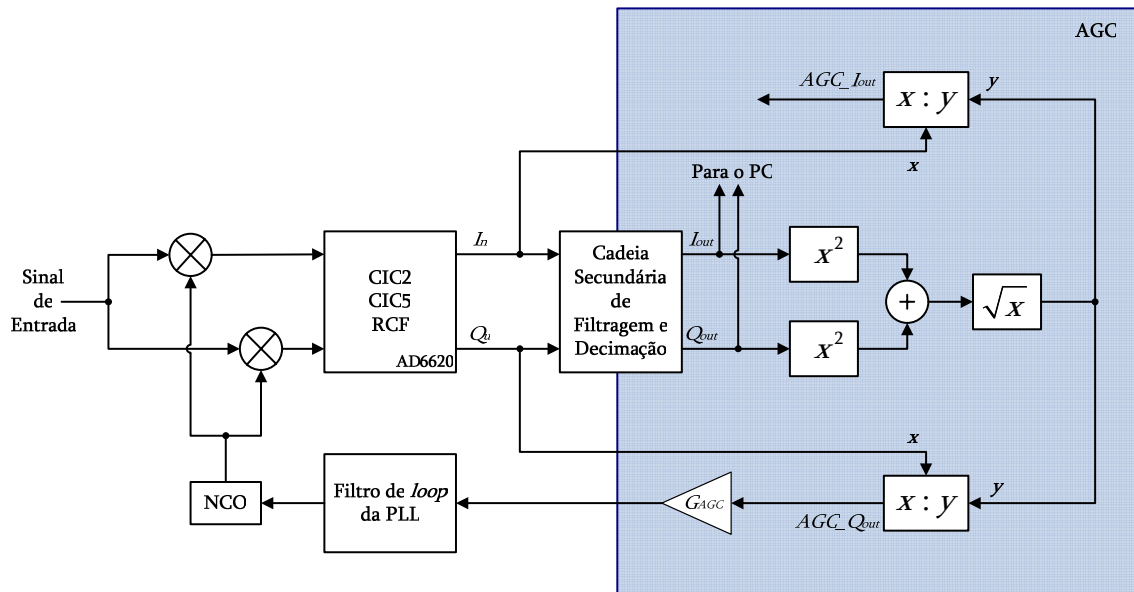 AGC
AGC_Iout
x : y
y
x
Para o PC
Sinal
de
Entrada
CIC2
CIC5
RCF
AD6620
In
Qu
Cadeia
Secundária
de
Filtragem e
Decimação
Iout
Qout
x²
x²
+
√x
NCO
Filtro de loop
da PLL
GAGC
x
x : y
y
AGC_Qout